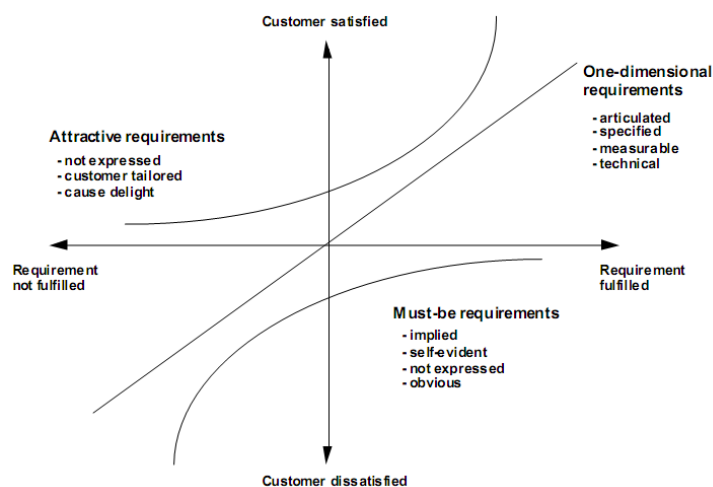 Customer satisfied
One-dimensional
requirements
- articulated
- specified
- measurable
- technical
Attractive requirements
- not expressed
- customer tailored
- cause delight
Requirement
not fulfilled
Requirement
fulfilled
Must-be requirements
- implied
- self-evident
- not expressed
- obvious
Customer dissatisfied